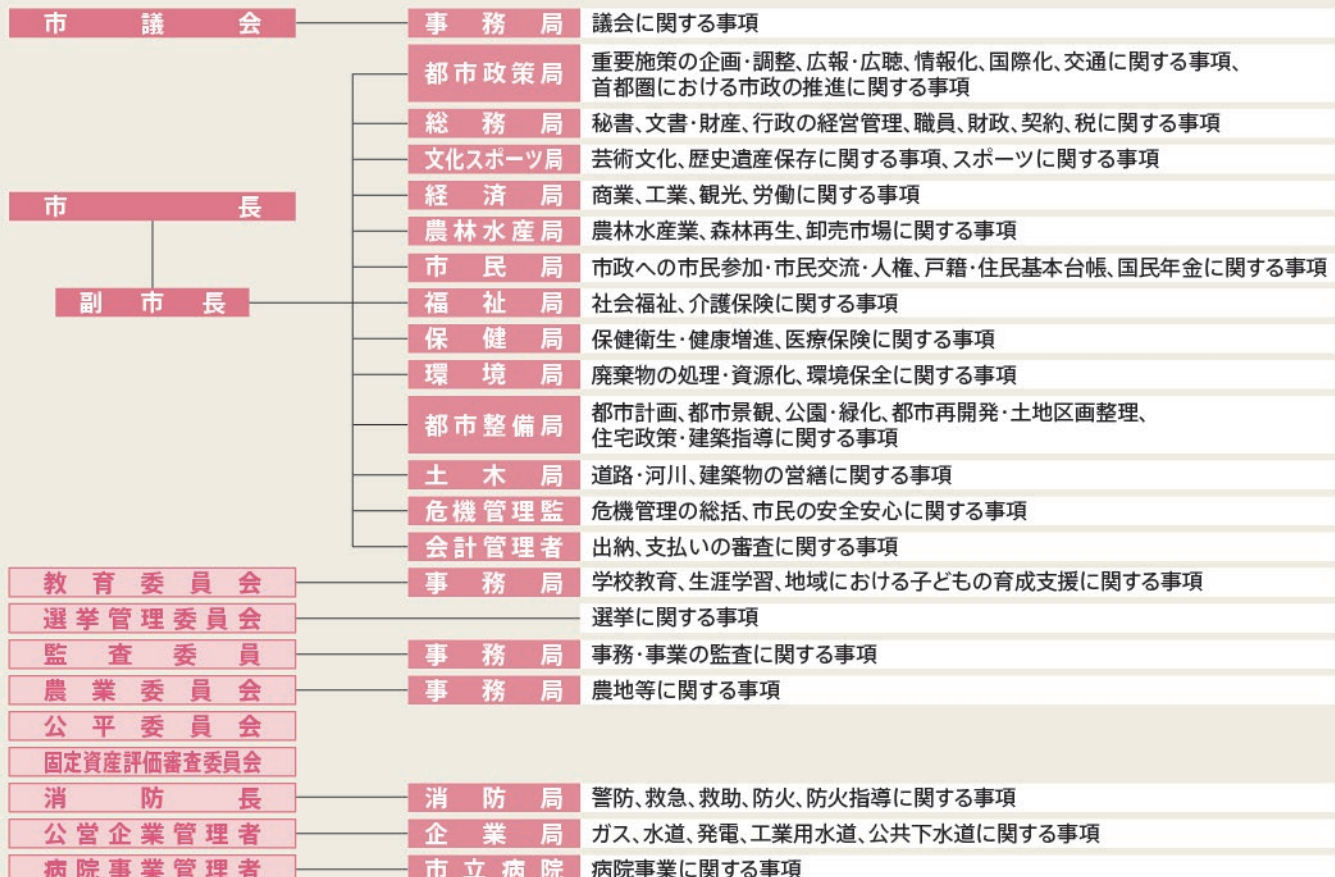 市議会 事務局 議会に関する事項
都市政策局 重要施策の企画・調整、広報・広聴、情報化、国際化、交通に関する事項、
首都圏における市政の推進に関する事項
総務局 秘書、文書・財産、行政の経営管理、職員、財政、契約、税に関する事項
文化スポーツ局 芸術文化、歴史遺産保存に関する事項、スポーツに関する事項
市長 経済局 商業、工業、観光、労働に関する事項
農林水産局 農林水産業、森林再生、卸売市場に関する事項
市民局 市政への市民参加・市民交流・人権、戸籍・住民基本台帳、国民年金に関する事項
副市長 福祉局 社会福祉、介護保険に関する事項
保健局 保健衛生・健康増進、医療保険に関する事項
環境局 廃棄物の処理・資源化、環境保全に関する事項
都市整備局 都市計画、都市景観、公園・緑化、都市再開発・土地区画整理、
住宅政策・建築指導に関する事項
土木局 道路・河川、建築物の営繕に関する事項
危機管理監 危機管理の総括、市民の安全安心に関する事項
会計管理者 出納、支払いの審査に関する事項
教育委員会 事務局 学校教育、生涯学習、地域における子どもの育成支援に関する事項
選挙管理委員会 選挙に関する事項
監査委員 事務局 事務・事業の監査に関する事項
農業委員会 事務局 農地等に関する事項
公平委員会
固定資産評価審査委員会
消防長 消防局 警防、救急、救助、防火、防火指導に関する事項
公営企業管理者 企業局 ガス、水道、発電、工業用水道、公共下水道に関する事項
病院事業管理者 市立病院 病院事業に関する事項